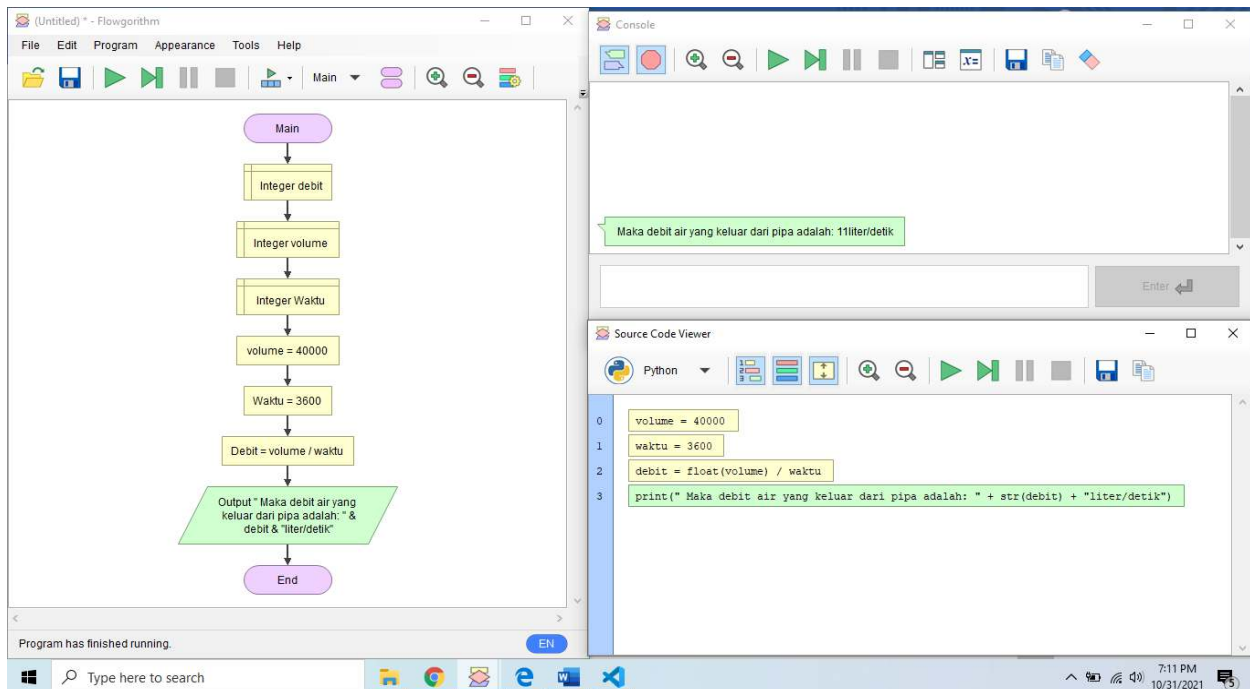 (Untitled) * - Flowgorithm
File Edit Program Appearance Tools Help
Main
Main
Integer debit
Integer volume
Integer Waktu
volume = 40000
Waktu = 3600
Debit = volume / waktu
Output " Maka debit air yang
keluar dari pipa adalah: " &
debit & "liter/detik"
End
Program has finished running.
EN
Console
x=
Maka debit air yang keluar dari pipa adalah: 11liter/detik
Enter
Source Code Viewer
Python
0 volume = 40000
1 waktu = 3600
2 debit = float(volume) / waktu
3 print(" Maka debit air yang keluar dari pipa adalah: " + str(debit) + "liter/detik")
Type here to search
7:11 PM
10/31/2021
5